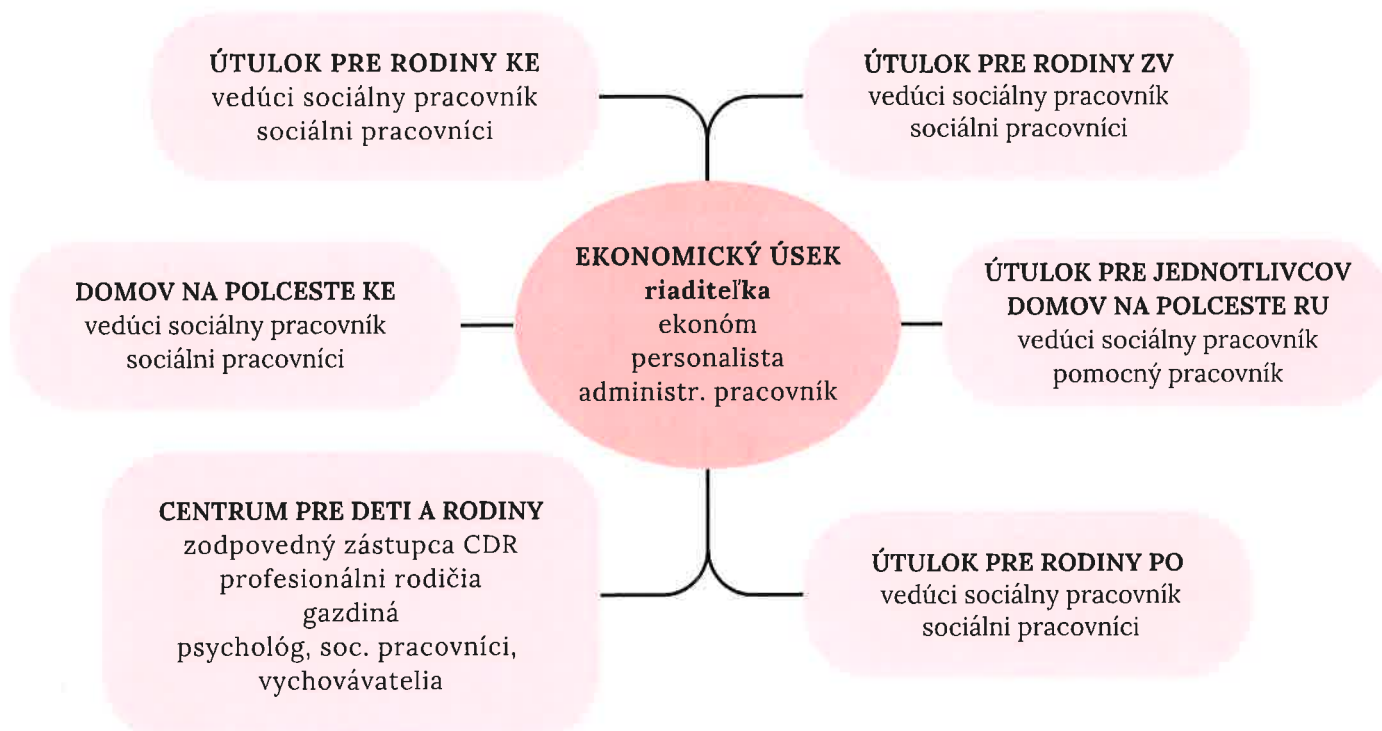 ÚTULOK PRE RODINY KE
vedúci sociálny pracovník
sociálni pracovníci
ÚTULOK PRE RODINY ZV
vedúci sociálny pracovník
sociálni pracovníci
DOMOV NA POLCESTE KE
vedúci sociálny pracovník
sociálni pracovníci
EKONOMICKÝ ÚSEK
riaditeľka
ekonóm
personalista
administr. pracovník
ÚTULOK PRE JEDNOTLIVCOV
DOMOV NA POLCESTE RU
vedúci sociálny pracovník
pomocný pracovník
CENTRUM PRE DETI A RODINY
zodpovedný zástupca CDR
profesionálni rodičia
gazdiná
psychológ, soc. pracovníci,
vychovávatelia
ÚTULOK PRE RODINY PO
vedúci sociálny pracovník
sociálni pracovníci